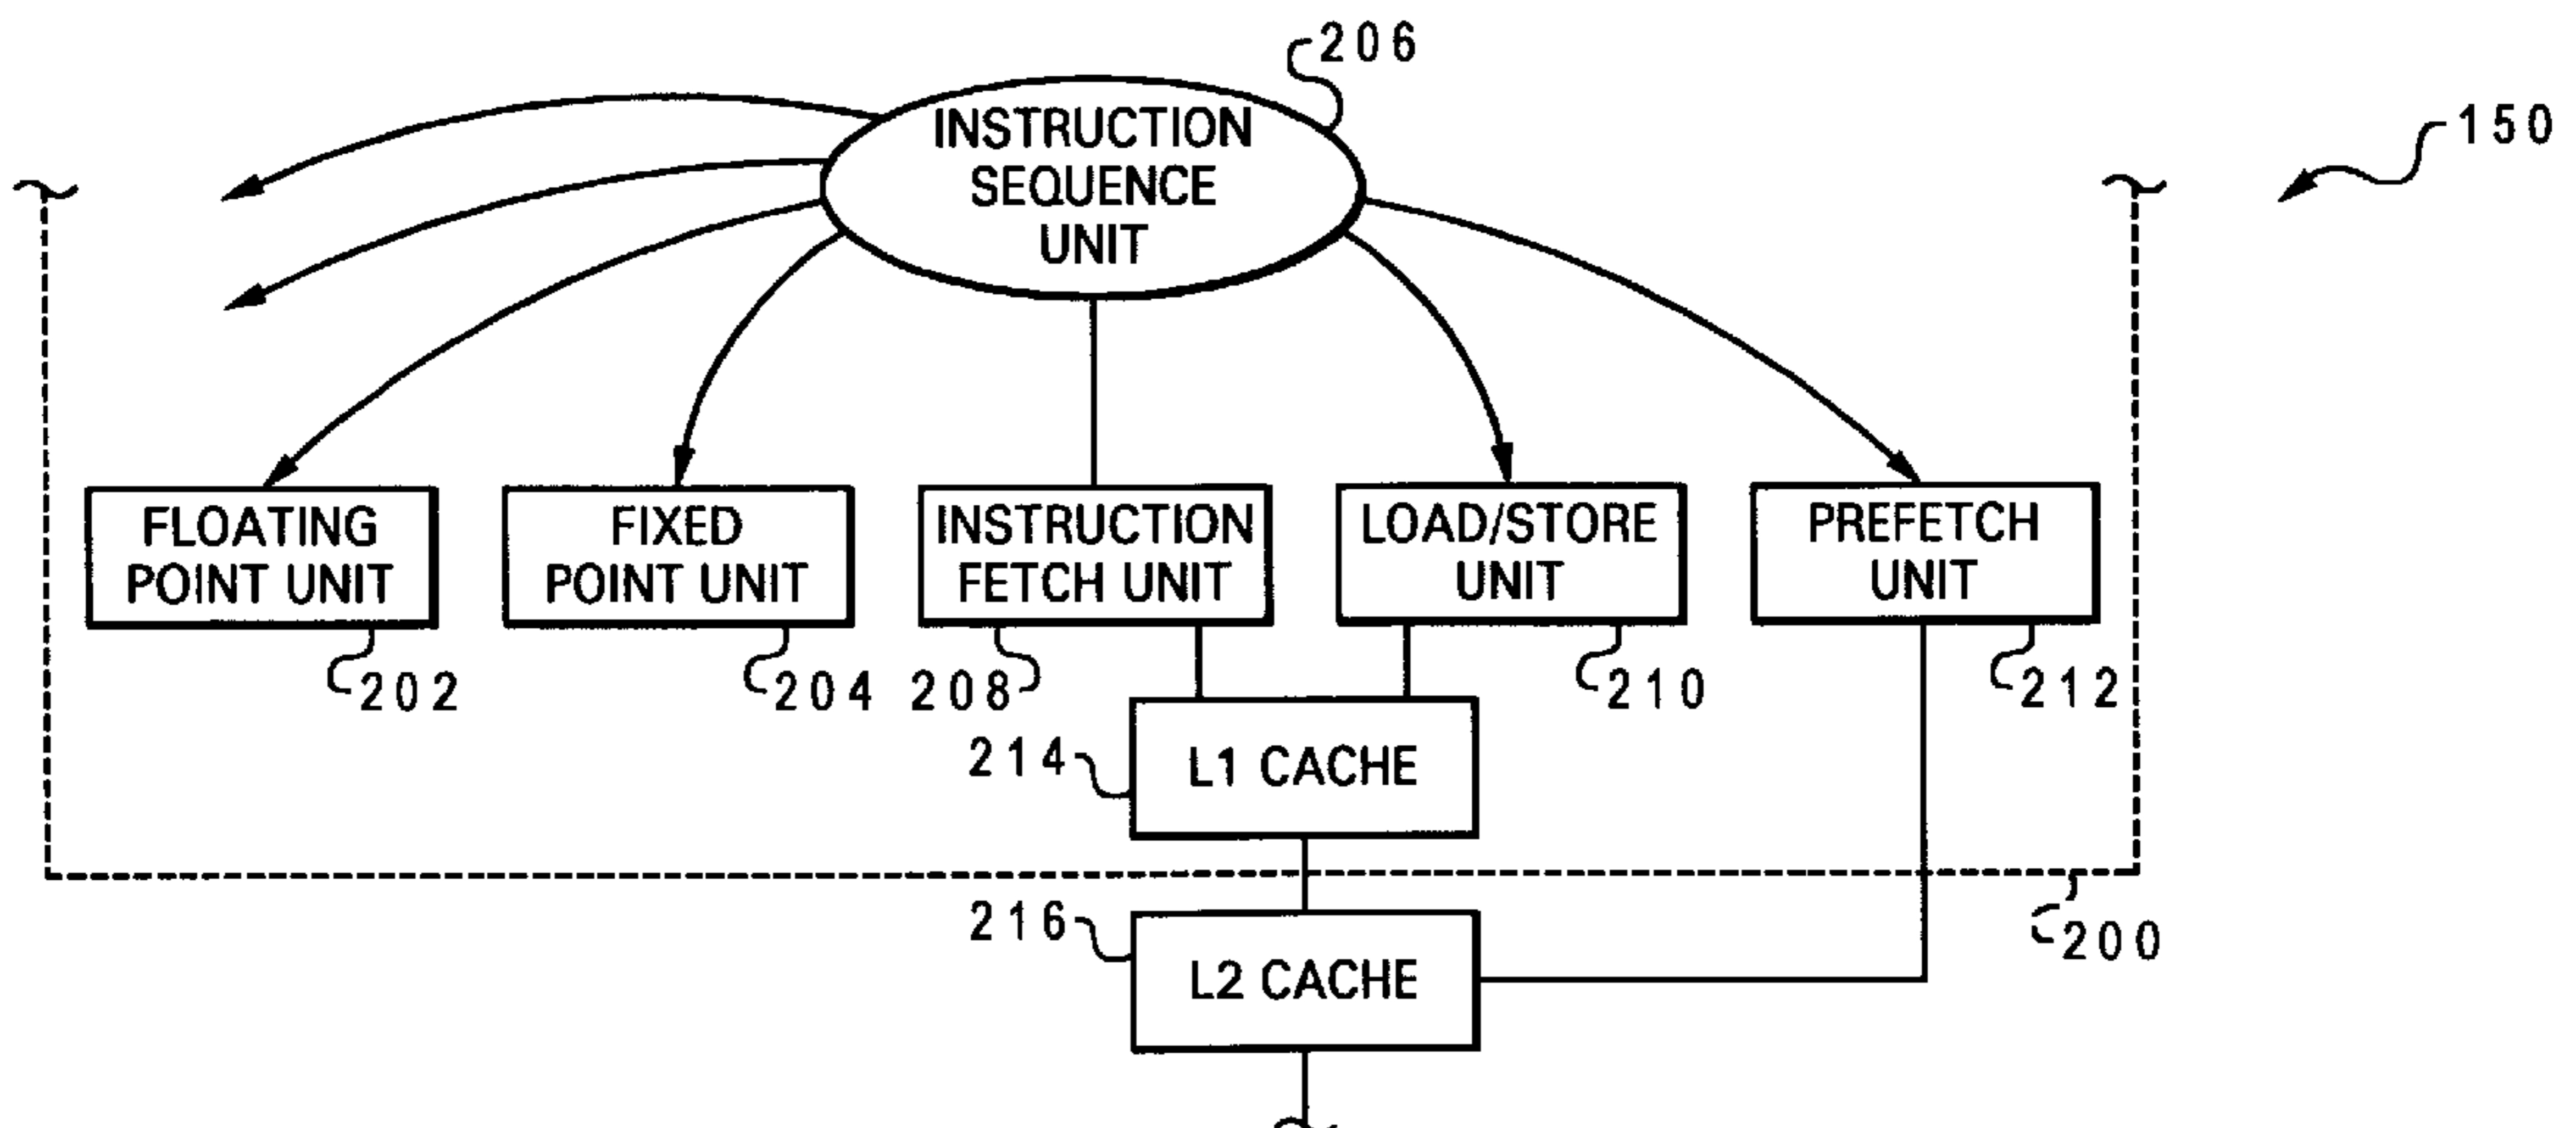 206
INSTRUCTION
SEQUENCE
UNIT
150
FLOATING
POINT UNIT
FIXED
POINT UNIT
INSTRUCTION
FETCH UNIT
LOAD/STORE
UNIT
PREFETCH
UNIT
202
204
208
210
212
214
L1 CACHE
216
L2 CACHE
200